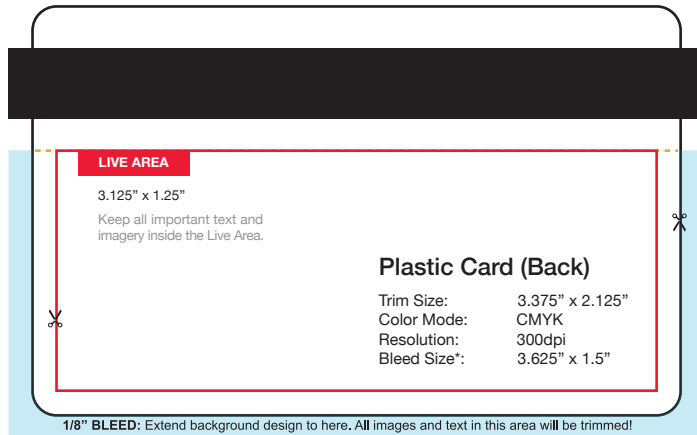 LIVE AREA
3.125” x 1.25”
Keep all important text and
imagery inside the Live Area.
Plastic Card (Back)
Trim Size: 3.375” x 2.125”
Color Mode: CMYK
Resolution: 300dpi
Bleed Size*: 3.625” x 1.5”
1/8” BLEED: Extend background design to here. All images and text in this area will be trimmed!